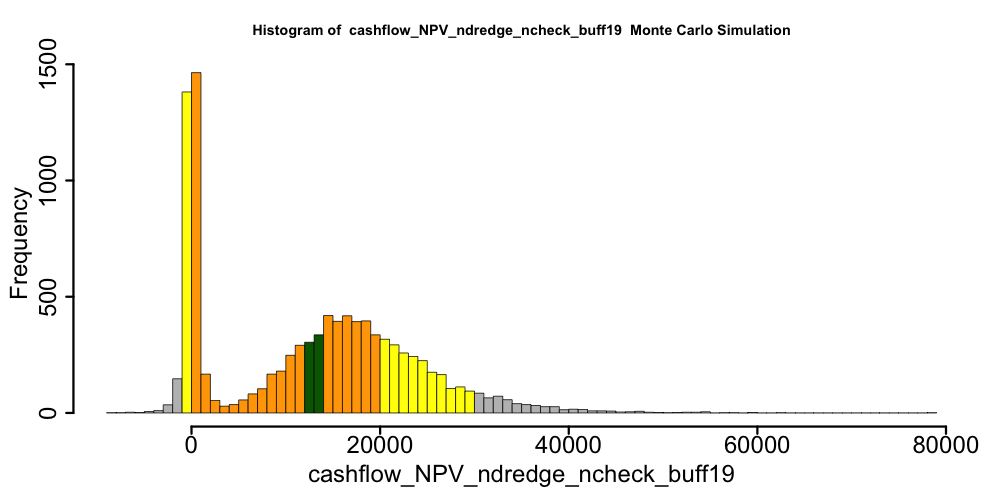 Histogram of  cashflow_NPV_ndredge_ncheck_buff19  Monte Carlo Simulation
Frequency
1500
1000
500
0
0 20000 40000 60000 80000
cashflow_NPV_ndredge_ncheck_buff19